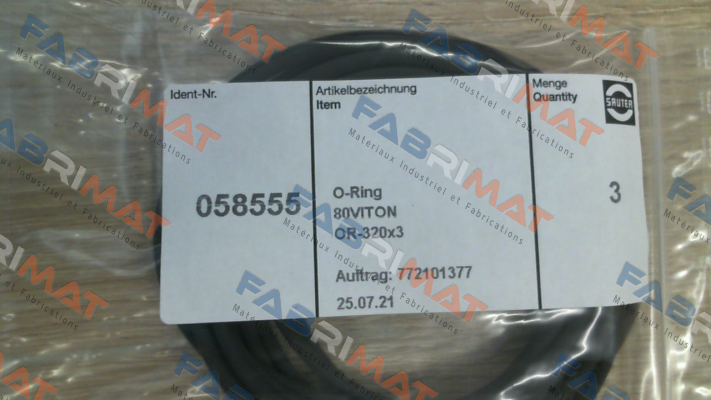 Ident-Nr.
058555
Artikelbezeichnung
Item
O-Ring
80VITON
OR-320x3
Auftrag: 772101377
25.07.21
Menge
Quantity
SAUTER
3
FABRIMAT
Materiaux Industriel et Fabrications